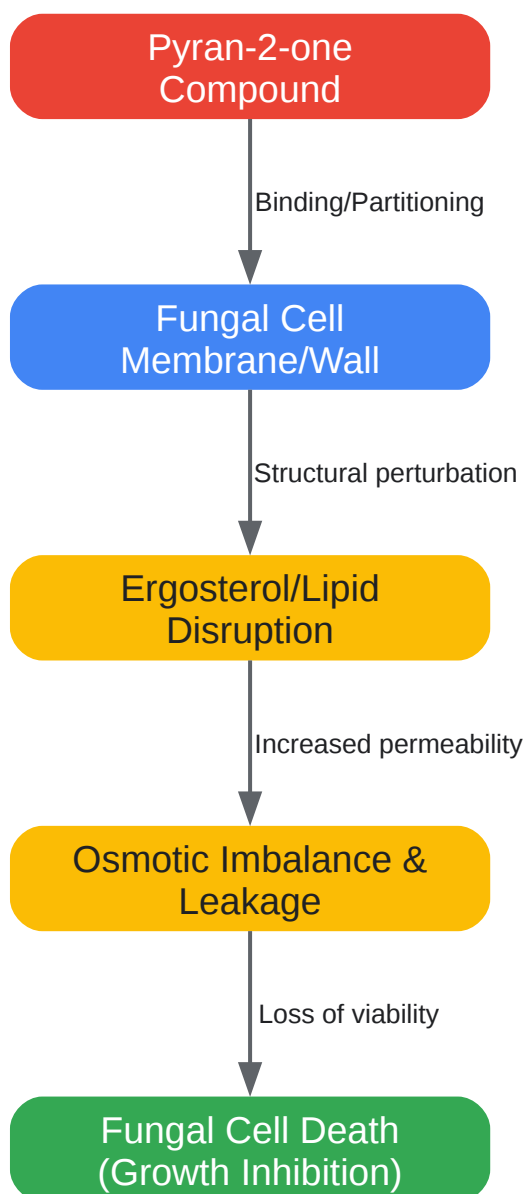 Pyran-2-one
Compound
Binding/Partitioning
Fungal Cell
Membrane/Wall
Structural perturbation
Ergosterol/Lipid
Disruption
Increased permeability
Osmotic Imbalance &
Leakage
Loss of viability
Fungal Cell Death
(Growth Inhibition)